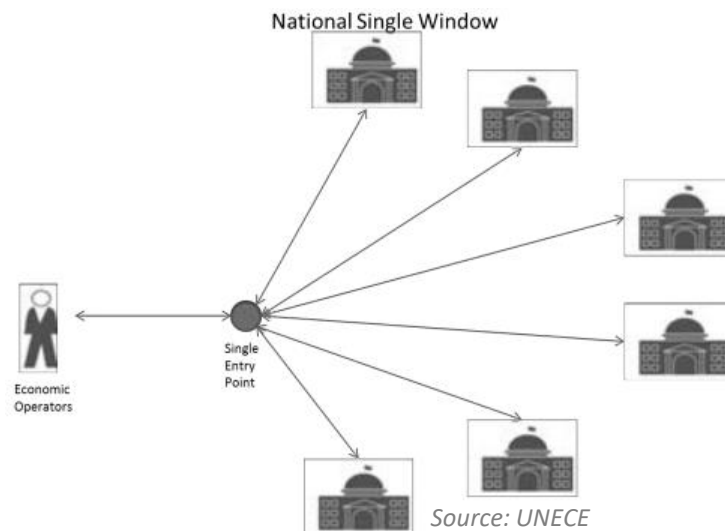 National Single Window
Single
Entry
Point
Economic
Operators
Source: UNECE